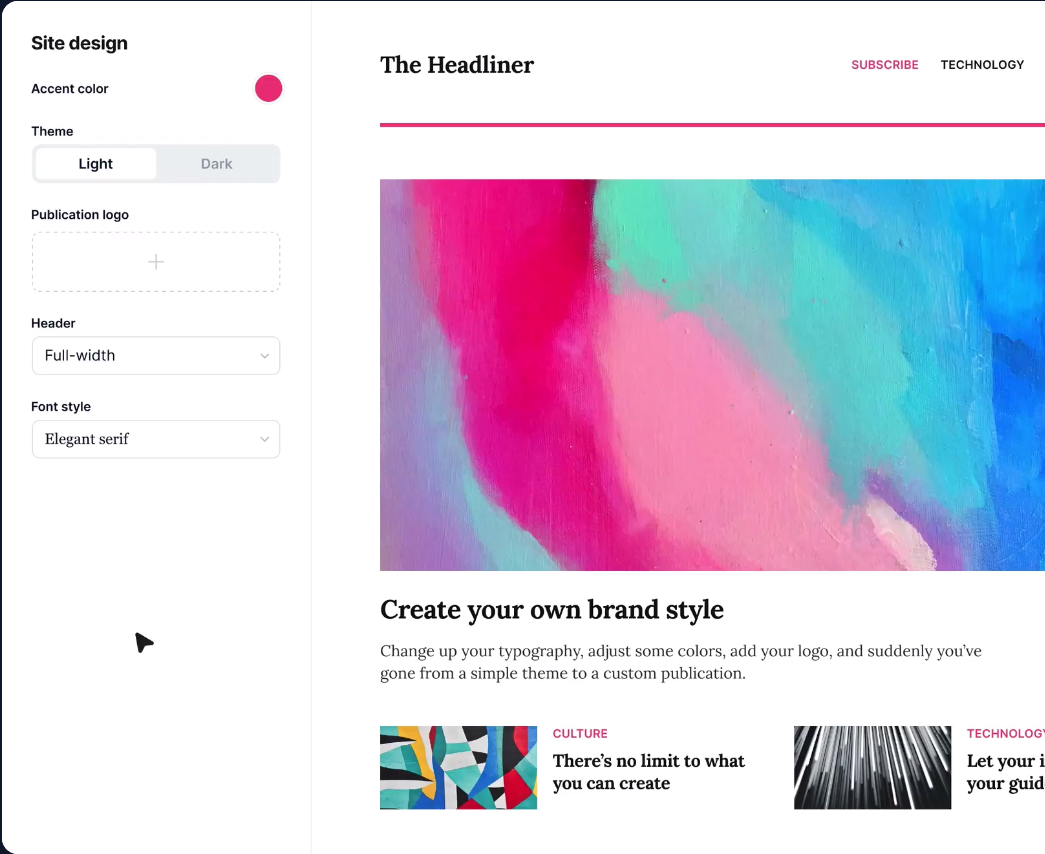 Site design
Accent color
Theme
Light
Dark
Publication logo
Header
Full-width
Font style
Elegant serif
The Headliner
SUBSCRIBE
TECHNOLOGY
Create your own brand style
Change up your typography, adjust some colors, add your logo, and suddenly you’ve
gone from a simple theme to a custom publication.
CULTURE
There’s no limit to what
you can create
TECHNOLOGY
Let your
your